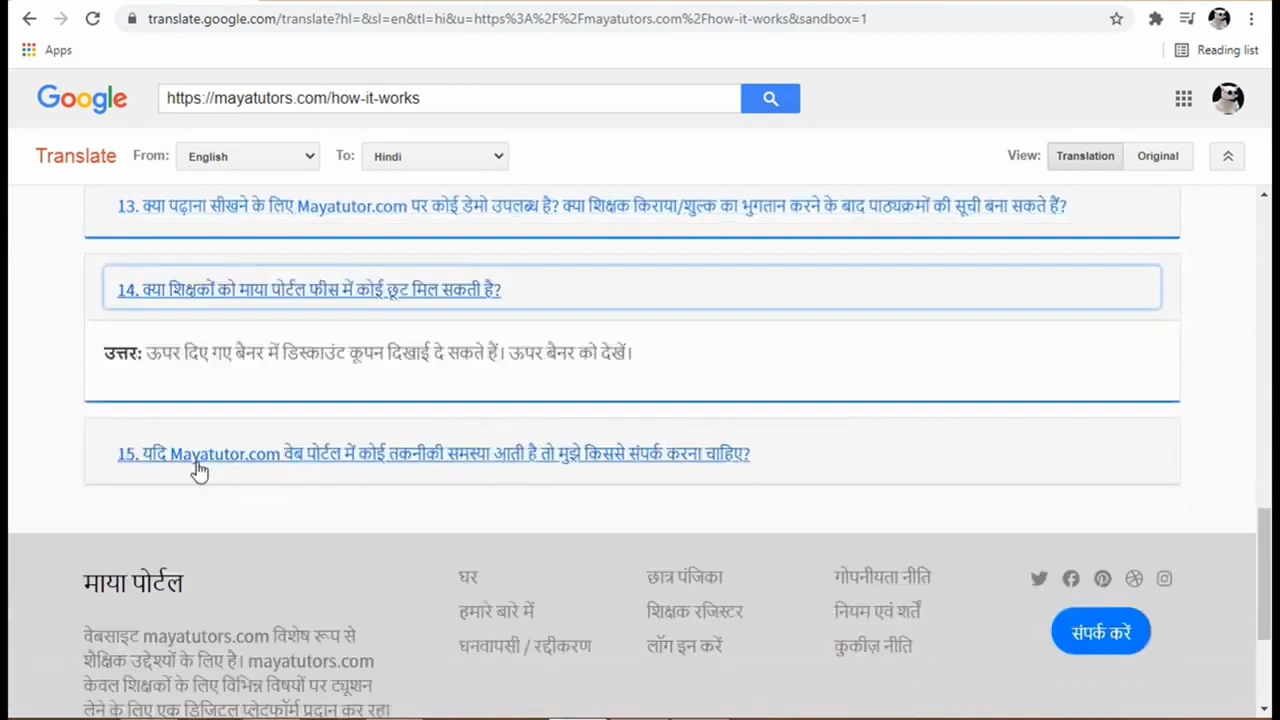 translate.google.com/translate?hl=&sl=en&tl=hi&u=https%3A%2F%2Fmayatutors.com%2Fhow-it-works&sandbox=1
Apps
Reading list
Google
https://mayatutors.com/how-it-works
Translate From: English To: Hindi View: Translation Original
13. क्या पढ़ाना सीखने के लिए Mayatutor.com पर कोई डेमो उपलब्ध है? क्या शिक्षक किराया/शुल्क का भुगतान करने के बाद पाठ्यक्रमों की सूची बना सकते हैं?
14. क्या शिक्षकों को माया पोर्टल फीस में कोई छूट मिल सकती है?
उत्तर: ऊपर दिए गए बैनर में डिस्काउंट कूपन दिखाई दे सकते हैं। ऊपर बैनर को देखें।
15. यदि Mayatutor.com वेब पोर्टल में कोई तकनीकी समस्या आती है तो मुझे किससे संपर्क करना चाहिए?
माया पोर्टल
वेबसाइट mayatutors.com विशेष रूप से
शैक्षिक उद्देश्यों के लिए है। mayatutors.com
केवल शिक्षकों के लिए विभिन्न विषयों पर ट्यूशन
लेने के लिए एक डिजिटल प्लेटफॉर्म प्रदान कर रहा
घर
हमारे बारे में
धनवापसी / रद्दीकरण
छात्र पंजिका
शिक्षक रजिस्टर
लॉग इन करें
गोपनीयता नीति
नियम एवं शर्तें
कुकीज़ नीति
संपर्क करें